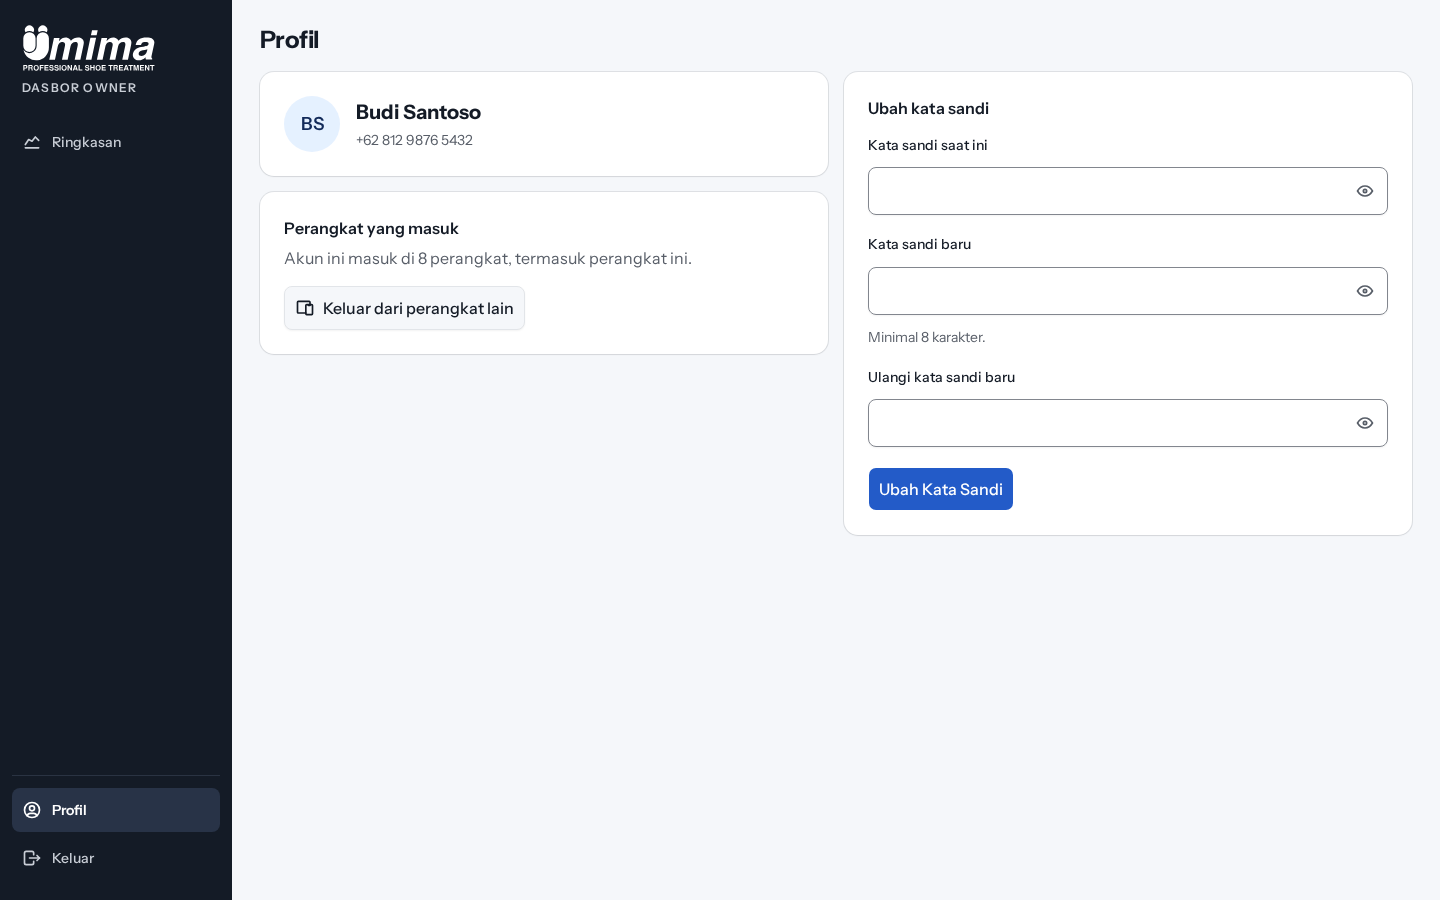 ümima
PROFESSIONAL SHOE TREATMENT
DASBOR OWNER
Ringkasan
Profil
Keluar
Profil
BS
Budi Santoso
+62 812 9876 5432
Perangkat yang masuk
Akun ini masuk di 8 perangkat, termasuk perangkat ini.
Keluar dari perangkat lain
Ubah kata sandi
Kata sandi saat ini
Kata sandi baru
Minimal 8 karakter.
Ulangi kata sandi baru
Ubah Kata Sandi